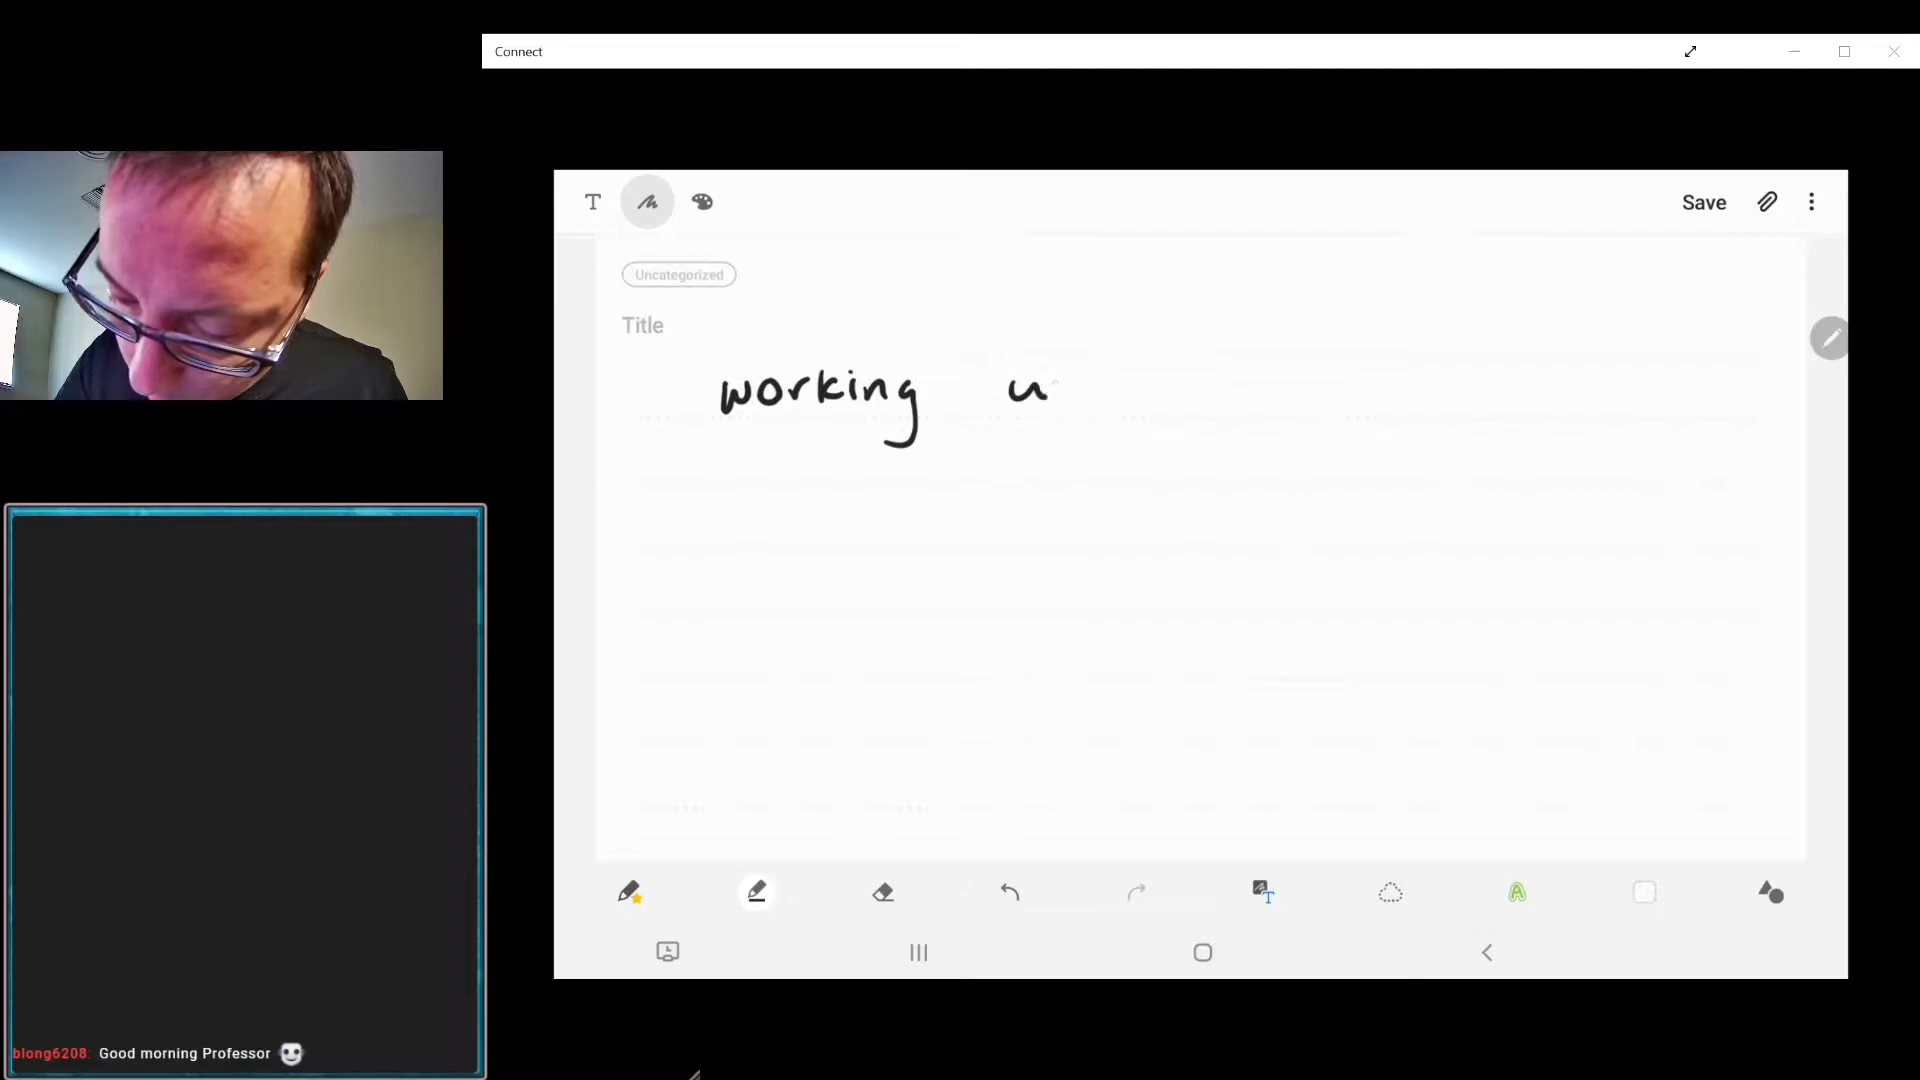 Connect
Save
Uncategorized
Title
working u
blong6208: Good morning Professor